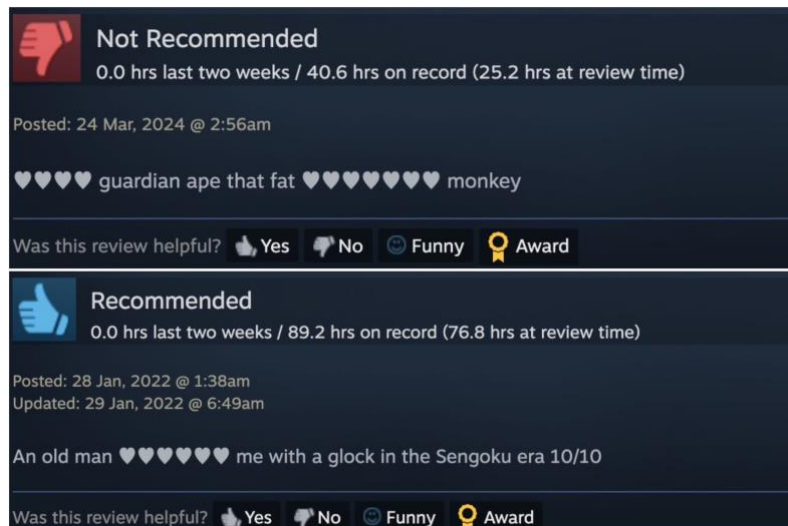 Not Recommended
0.0 hrs last two weeks / 40.6 hrs on record (25.2 hrs at review time)
Posted: 24 Mar, 2024 @ 2:56am
♥♥♥♥ guardian ape that fat ♥♥♥♥♥♥♥ monkey
Was this review helpful? Yes No Funny Award
Recommended
0.0 hrs last two weeks / 89.2 hrs on record (76.8 hrs at review time)
Posted: 28 Jan, 2022 @ 1:38am
Updated: 29 Jan, 2022 @ 6:49am
An old man ♥♥♥♥♥♥ me with a glock in the Sengoku era 10/10
Was this review helpful? Yes No Funny Award